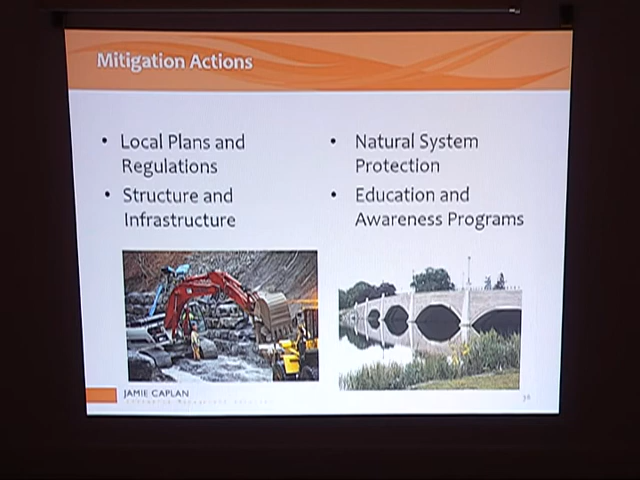 Mitigation Actions
• Local Plans and
Regulations
• Structure and
Infrastructure
• Natural System
Protection
• Education and
Awareness Programs
JAMIE CAPLAN